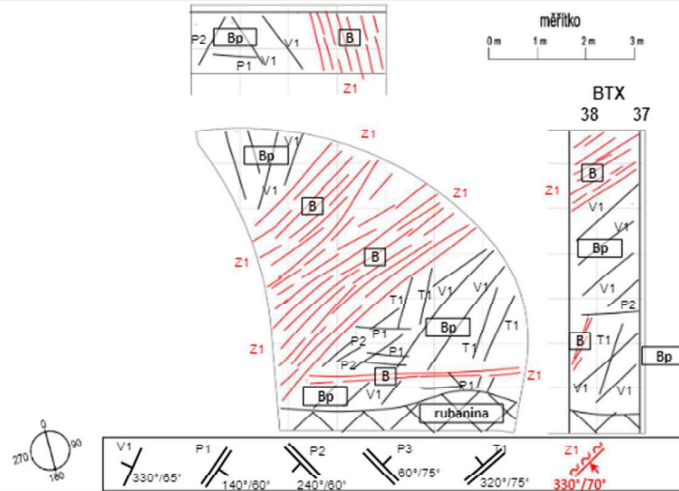 měřítko
0 m 1 m 2 m 3 m
P2 Bp V1 B
P1 V1
Z1
BTX
38 37
Z1
V1
Bp
V1
B
Z1
Z1
B
T1 T1 V1 V1
P1
Bp
P2 P1 T1 T1
Z1
P2
B
Z1
V1 P1
Bp
rubanina
B
Z1
V1
V1
Bp
V1
P2
B T1
Bp
V1 V1
0
270 90
180
V1 P1 P2 P3 T1 Z1
330°/65° 140°/60° 240°/60° 60°/75° 320°/75° 330°/70°